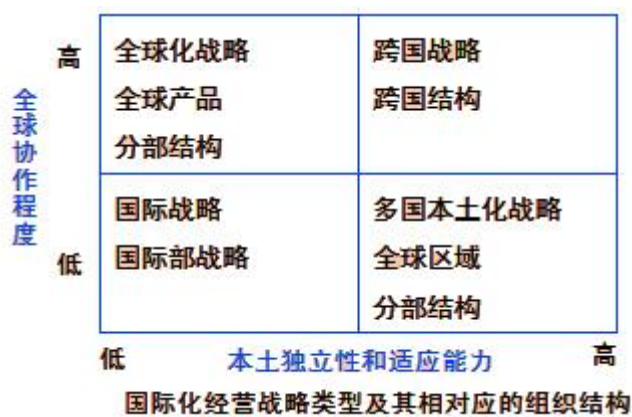 高
全球化战略
全球产品
分部结构
跨国战略
跨国结构
全球协作程度
国际战略
国际部战略
多国本土化战略
全球区域
分部结构
低
低
本土独立性和适应能力
高
国际化经营战略类型及其相对应的组织结构